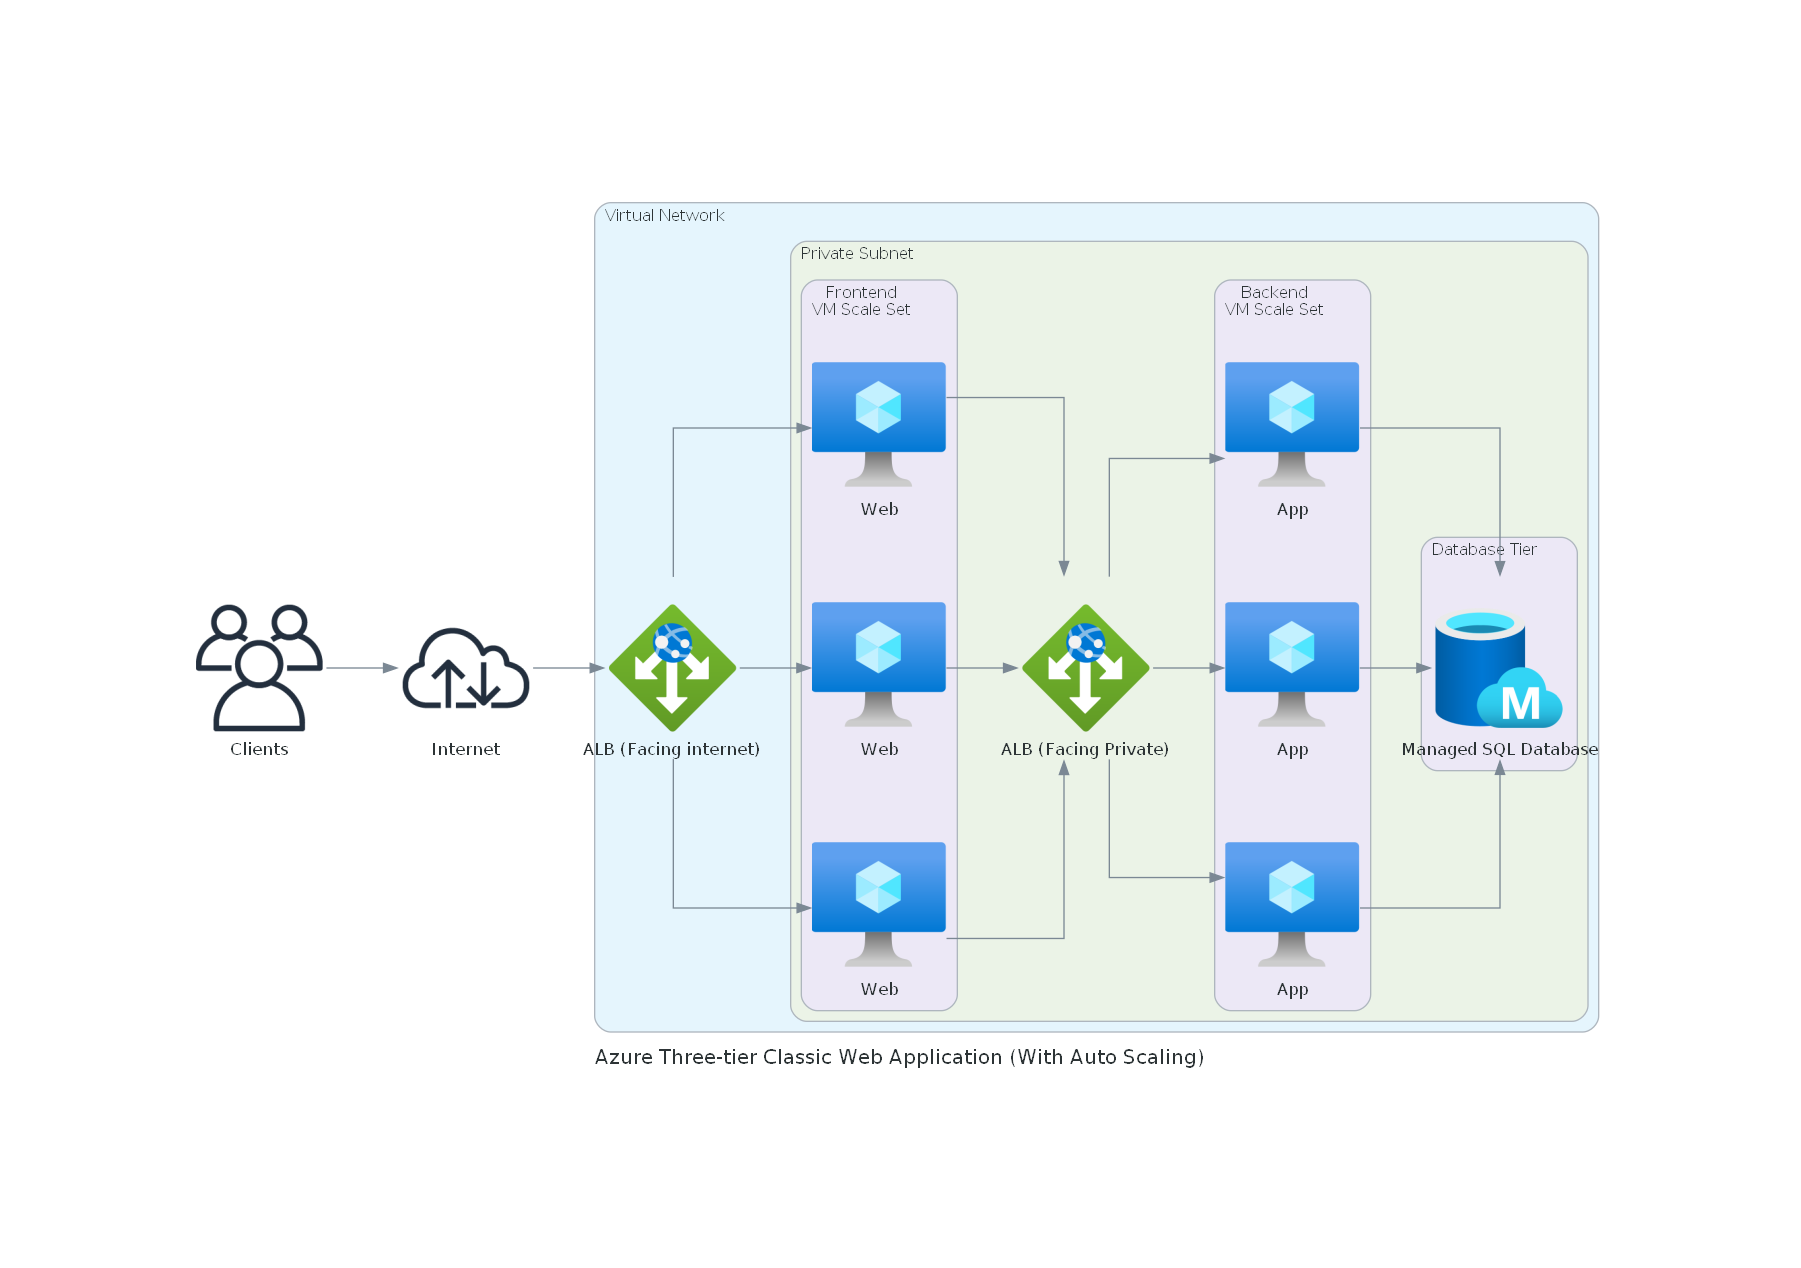 Virtual Network
Private Subnet
Frontend
VM Scale Set
Backend
VM Scale Set
Web
App
Database Tier
M
Clients
Internet
ALB (Facing internet)
Web
ALB (Facing Private)
App
Managed SQL Database
Web
App
Azure Three-tier Classic Web Application (With Auto Scaling)